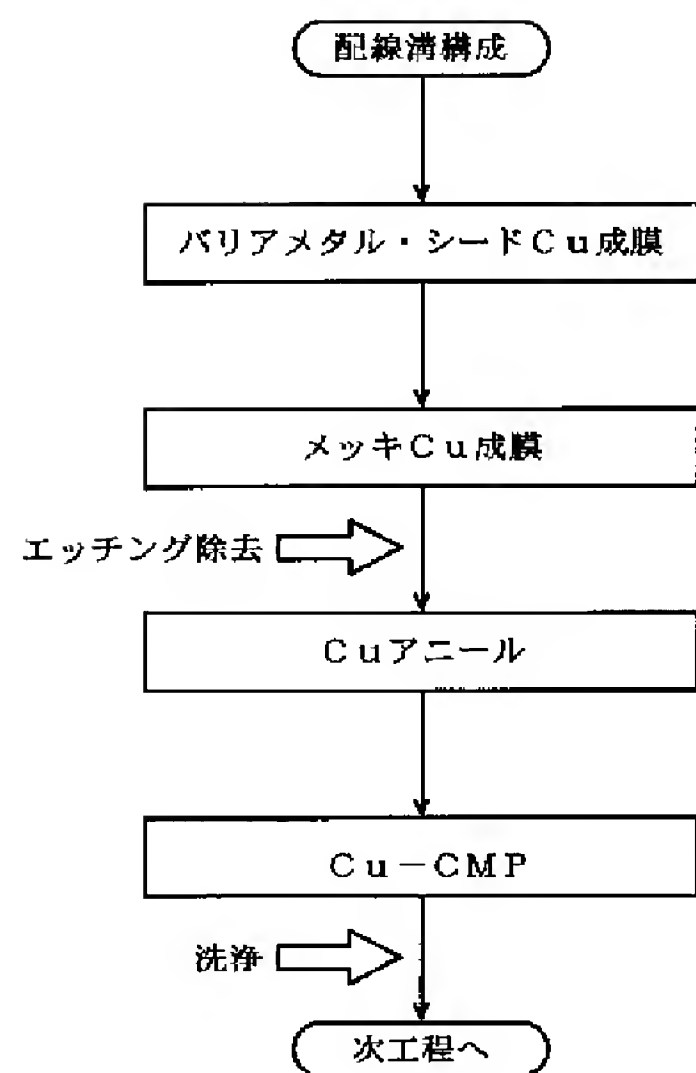 配線溝構成
バリアメタル・シードCu成膜
メッキCu成膜
エッチング除去
Cuアニール
Cu-CMP
洗浄
次工程へ